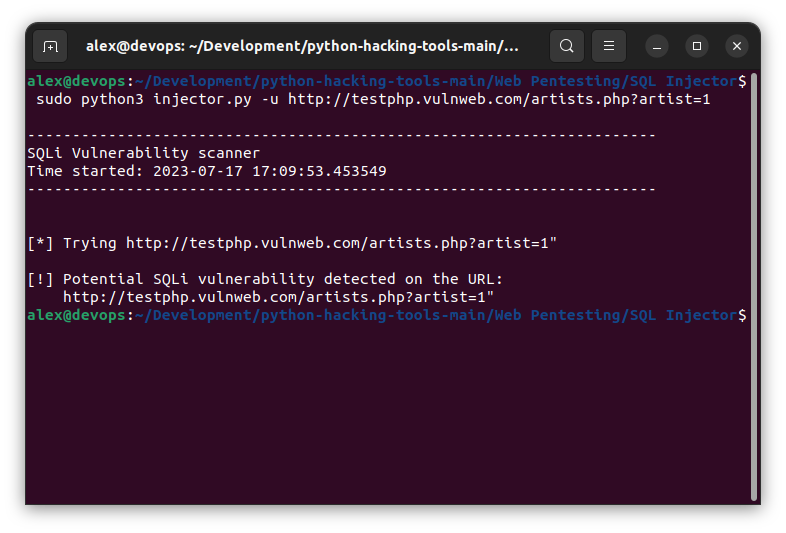 alex@devops: ~/Development/python-hacking-tools-main/...
alex@devops:~/Development/python-hacking-tools-main/Web Pentesting/SQL Injector$
sudo python3 injector.py -u http://testphp.vulnweb.com/artists.php?artist=1
----------------------------------------------------------------------
SQLi Vulnerability scanner
Time started: 2023-07-17 17:09:53.453549
----------------------------------------------------------------------
[*] Trying http://testphp.vulnweb.com/artists.php?artist=1"
[!] Potential SQLi vulnerability detected on the URL:
http://testphp.vulnweb.com/artists.php?artist=1"
alex@devops:~/Development/python-hacking-tools-main/Web Pentesting/SQL Injector$